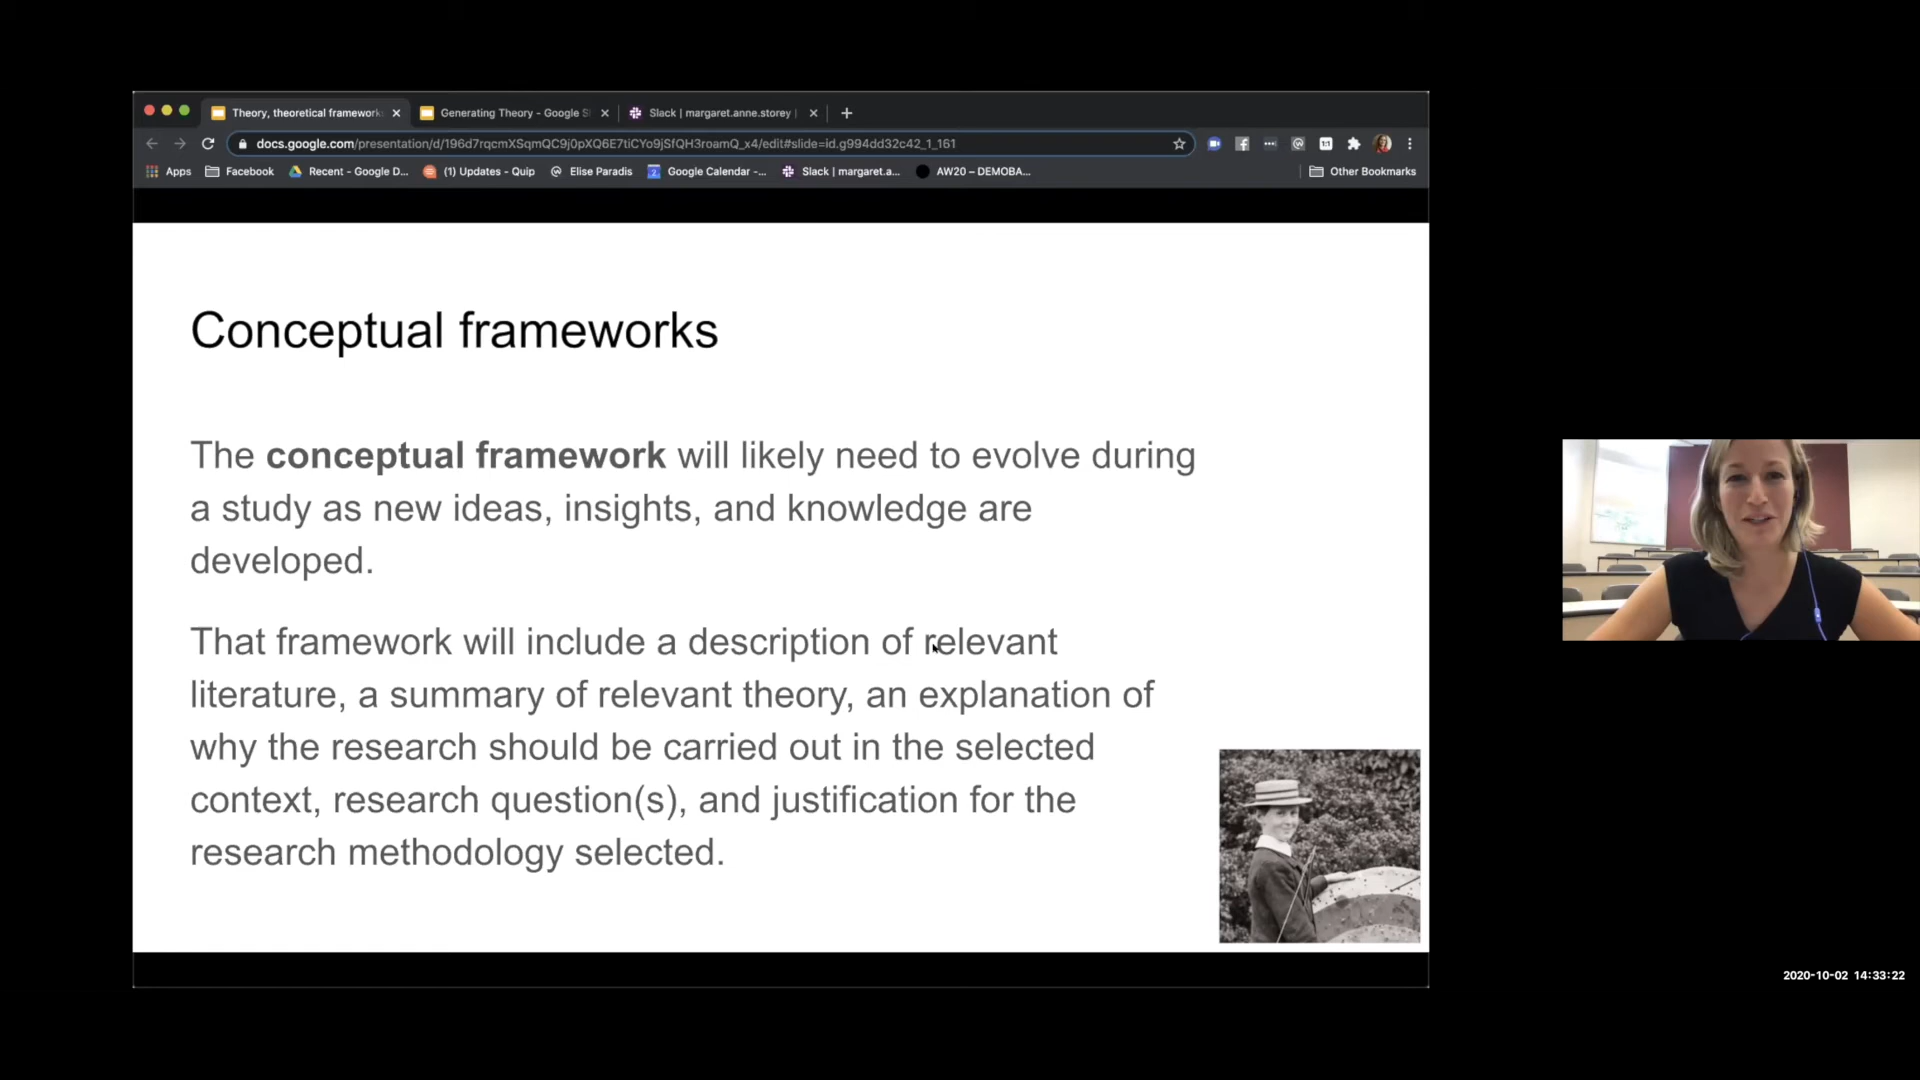 Theory, theoretical framework
Generating Theory - Google S
Slack | margaret.anne.storey |
docs.google.com/presentation/d/196d7rqcmXSqmQC9j0pXQ6E7tiCYo9jSfQH3roamQ_x4/edit#slide=id.g994dd32c42_1_161
Apps
Facebook
Recent - Google D...
(1) Updates - Quip
Elise Paradis
Google Calendar -...
Slack | margaret.a...
AW20 – DEMOBA...
Other Bookmarks
Conceptual frameworks
The conceptual framework will likely need to evolve during
a study as new ideas, insights, and knowledge are
developed.
That framework will include a description of relevant
literature, a summary of relevant theory, an explanation of
why the research should be carried out in the selected
context, research question(s), and justification for the
research methodology selected.
2020-10-02 14:33:22